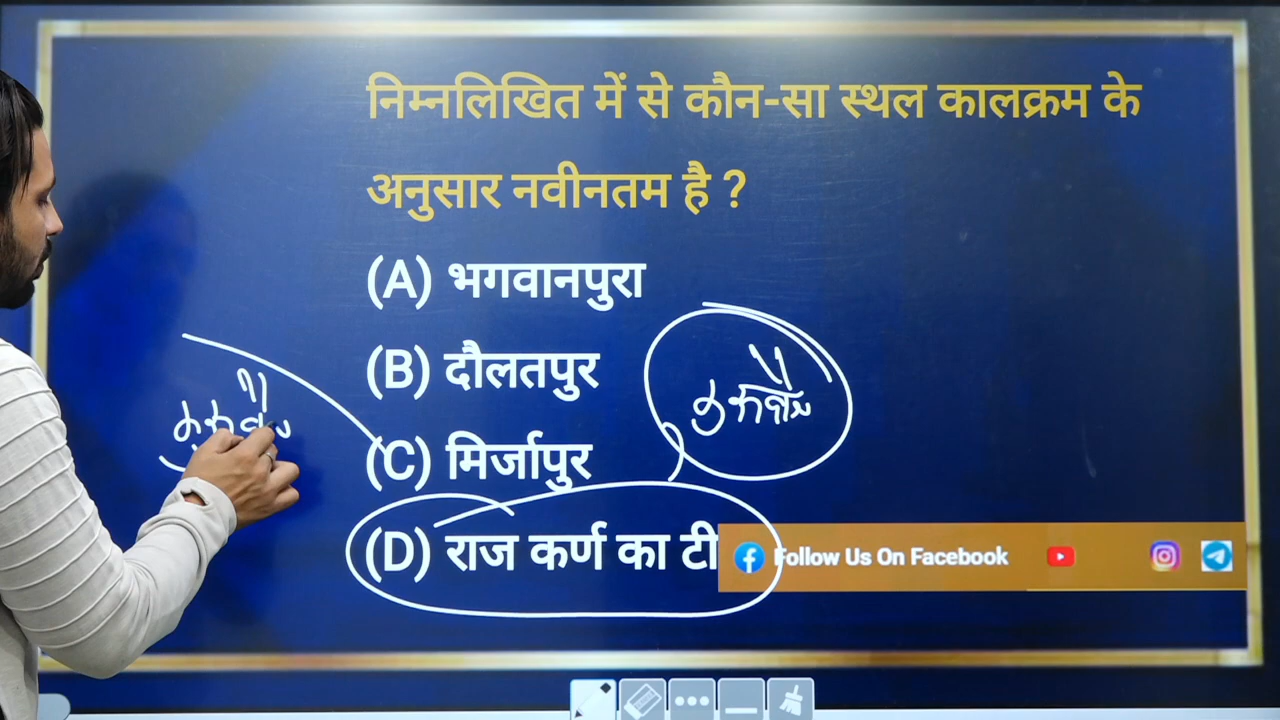 निम्नलिखित में से कौन-सा स्थल कालक्रम के
अनुसार नवीनतम है ?
(A) भगवानपुरा
(B) दौलतपुर
(C) मिर्जापुर
(D) राज कर्ण का टी
Follow Us On Facebook